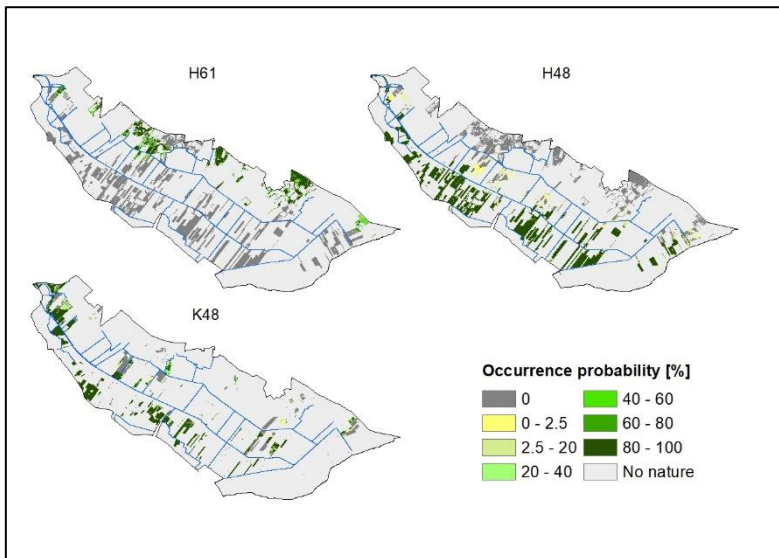 H61
H48
K48
Occurrence probability [%]
0
40 - 60
0 - 2.5
60 - 80
2.5 - 20
80 - 100
20 - 40
No nature